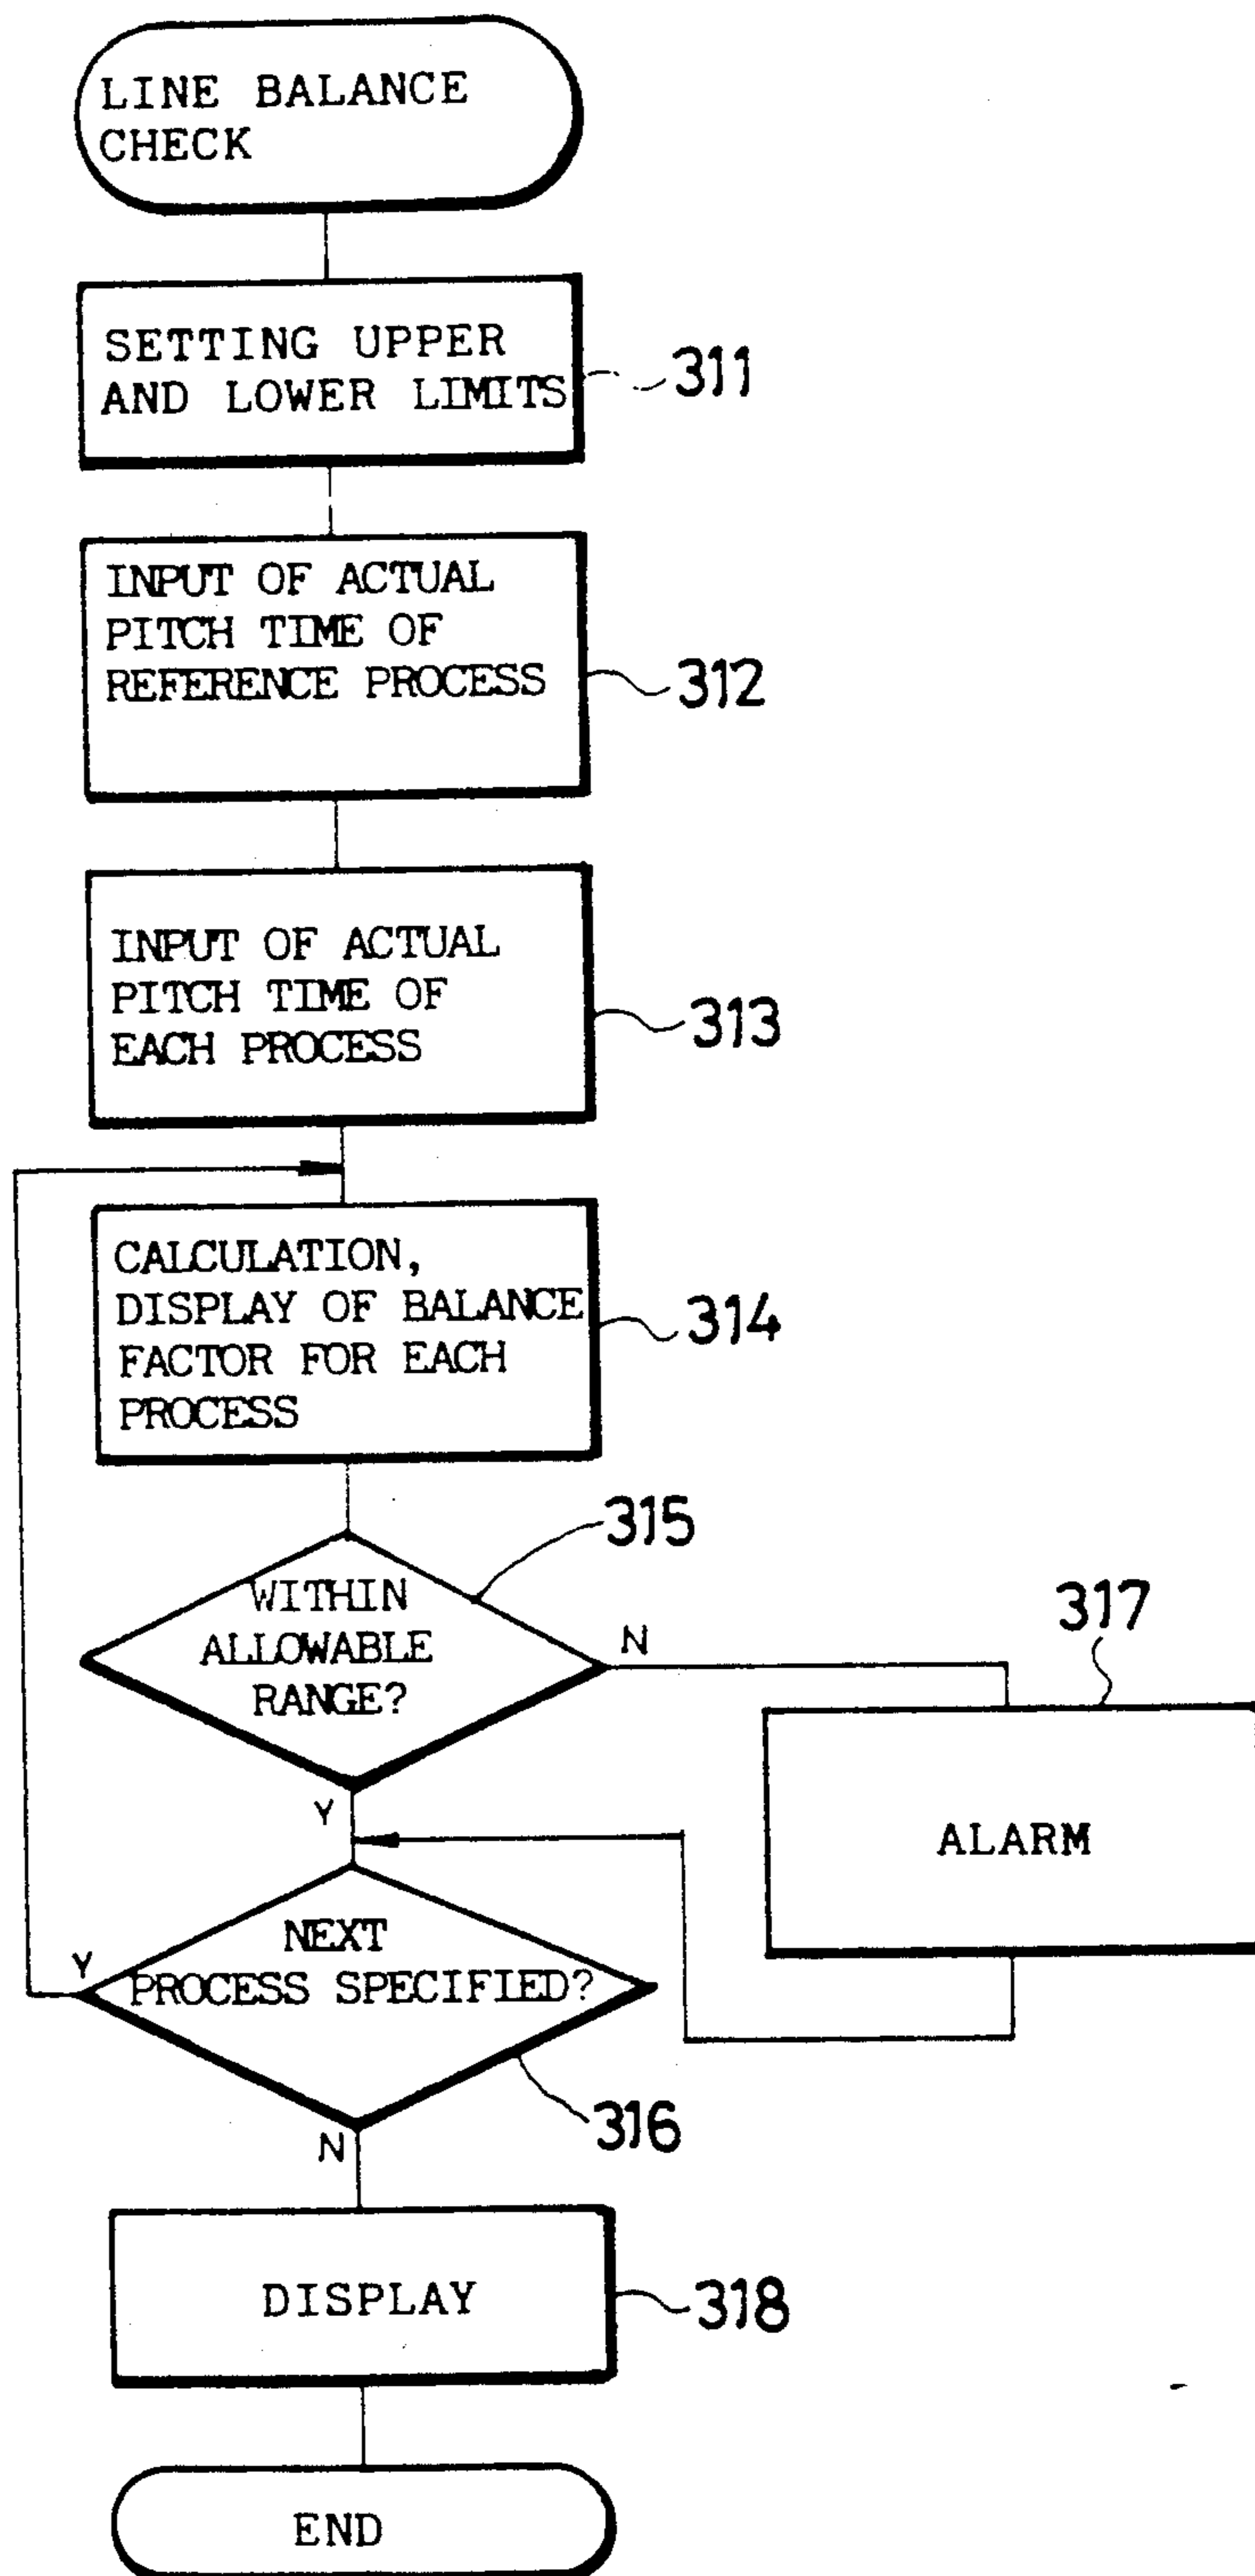 LINE BALANCE
CHECK
SETTING UPPER
AND LOWER LIMITS
311
INPUT OF ACTUAL
PITCH TIME OF
REFERENCE PROCESS
312
INPUT OF ACTUAL
PITCH TIME OF
EACH PROCESS
313
CALCULATION,
DISPLAY OF BALANCE
FACTOR FOR EACH
PROCESS
314
315
WITHIN
ALLOWABLE
RANGE?
N
317
Y
ALARM
NEXT
PROCESS SPECIFIED?
Y
316
N
DISPLAY
318
END